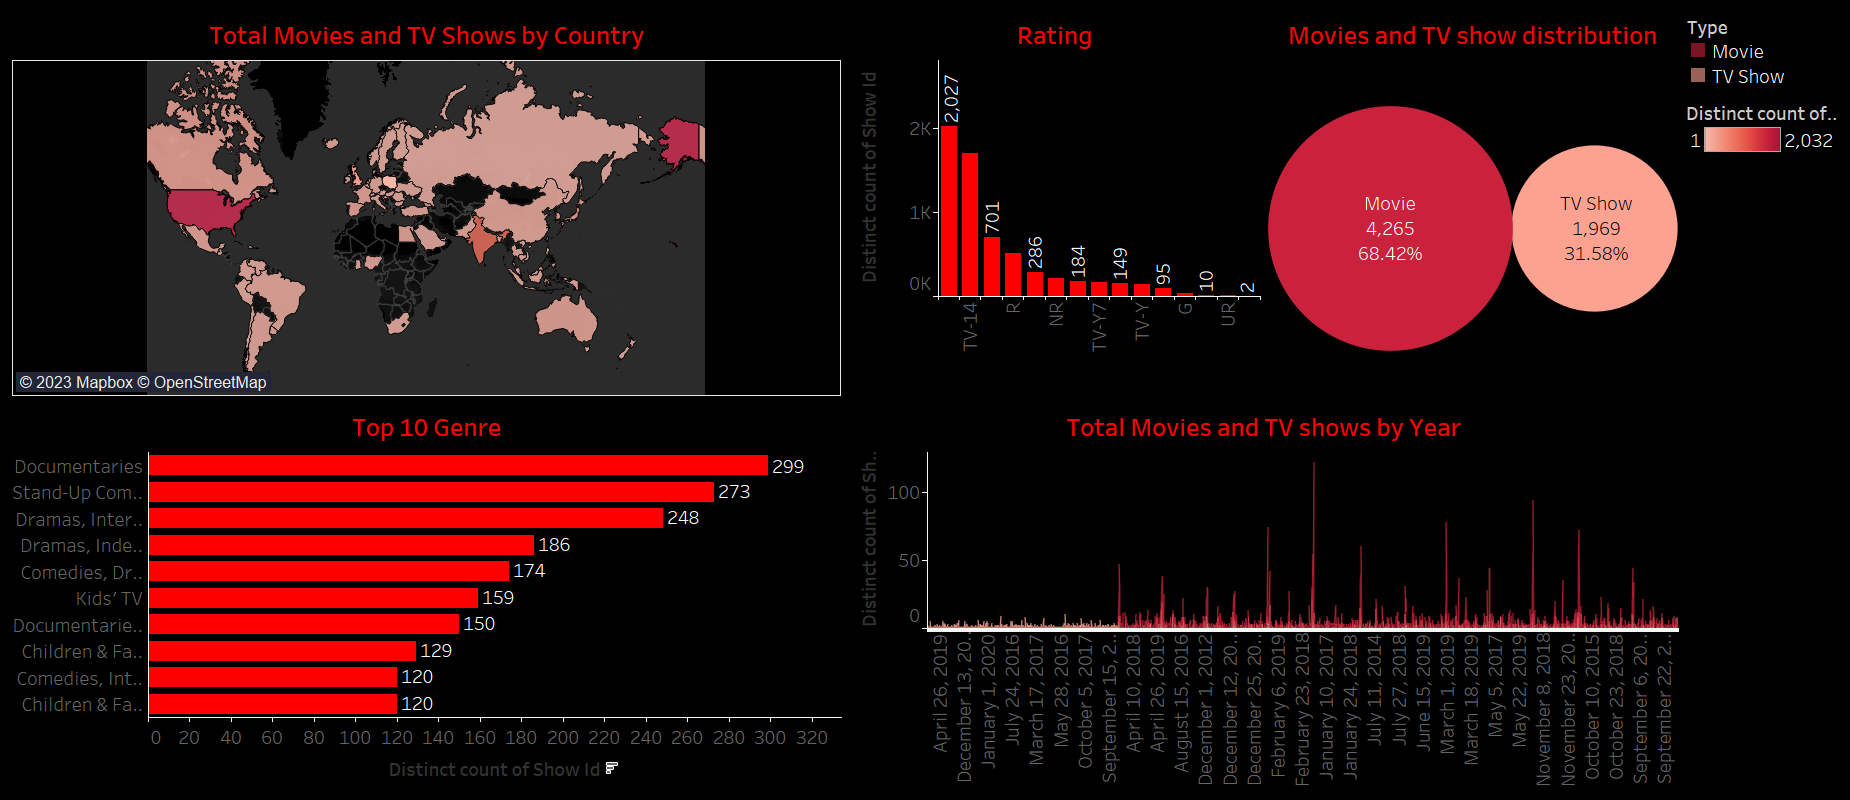 Total Movies and TV Shows by Country
© 2023 Mapbox © OpenStreetMap
Rating
Distinct count of Show Id
2K
1K
0K
2,027
701
286
184
149
95
10
2
TV-14
R
NR
TV-Y7
TV-Y
G
UR
Movies and TV show distribution
Movie
4,265
68.42%
TV Show
1,969
31.58%
Type
Movie
TV Show
Distinct count of..
1 2,032
Top 10 Genre
Documentaries 299
Stand-Up Com.. 273
Dramas, Inter.. 248
Dramas, Inde.. 186
Comedies, Dr.. 174
Kids' TV 159
Documentarie.. 150
Children & Fa.. 129
Comedies, Int.. 120
Children & Fa.. 120
0 20 40 60 80 100 120 140 160 180 200 220 240 260 280 300 320
Distinct count of Show Id
Total Movies and TV shows by Year
Distinct count of Sh..
100
50
0
April 26, 2019
December 13, 20..
January 1, 2020
July 24, 2016
March 17, 2017
May 28, 2016
October 5, 2017
September 15, 2..
April 10, 2018
April 26, 2019
August 15, 2016
December 1, 2012
December 12, 20..
December 25, 20..
February 6, 2019
February 23, 2018
January 10, 2017
January 24, 2018
July 11, 2014
July 27, 2018
June 15, 2019
March 1, 2019
March 18, 2019
May 5, 2017
May 22, 2019
November 8, 2018
November 23, 20..
October 10, 2015
October 23, 2018
September 6, 20..
September 22, 2..